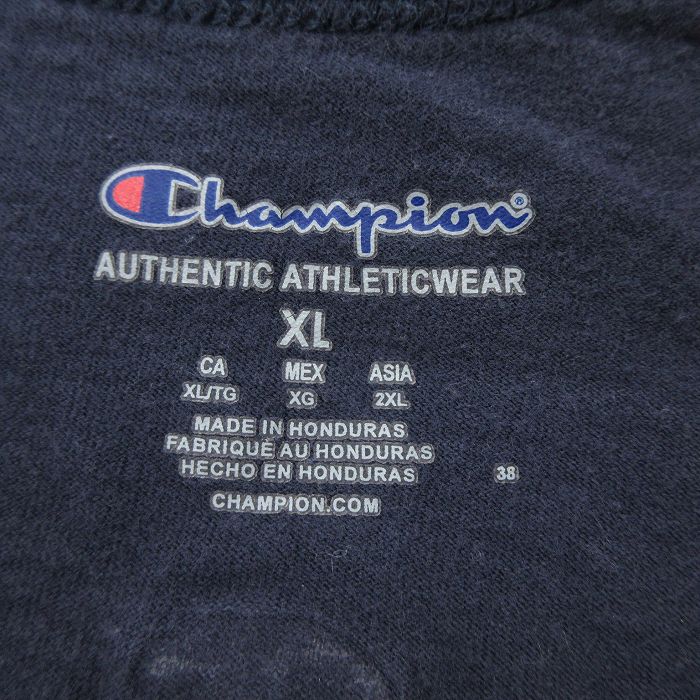 Champion®
AUTHENTIC ATHLETICWEAR
XL
CA MEX ASIA
XL/TG XG 2XL
MADE IN HONDURAS
FABRIQUÉ AU HONDURAS
HECHO EN HONDURAS 38
CHAMPION.COM